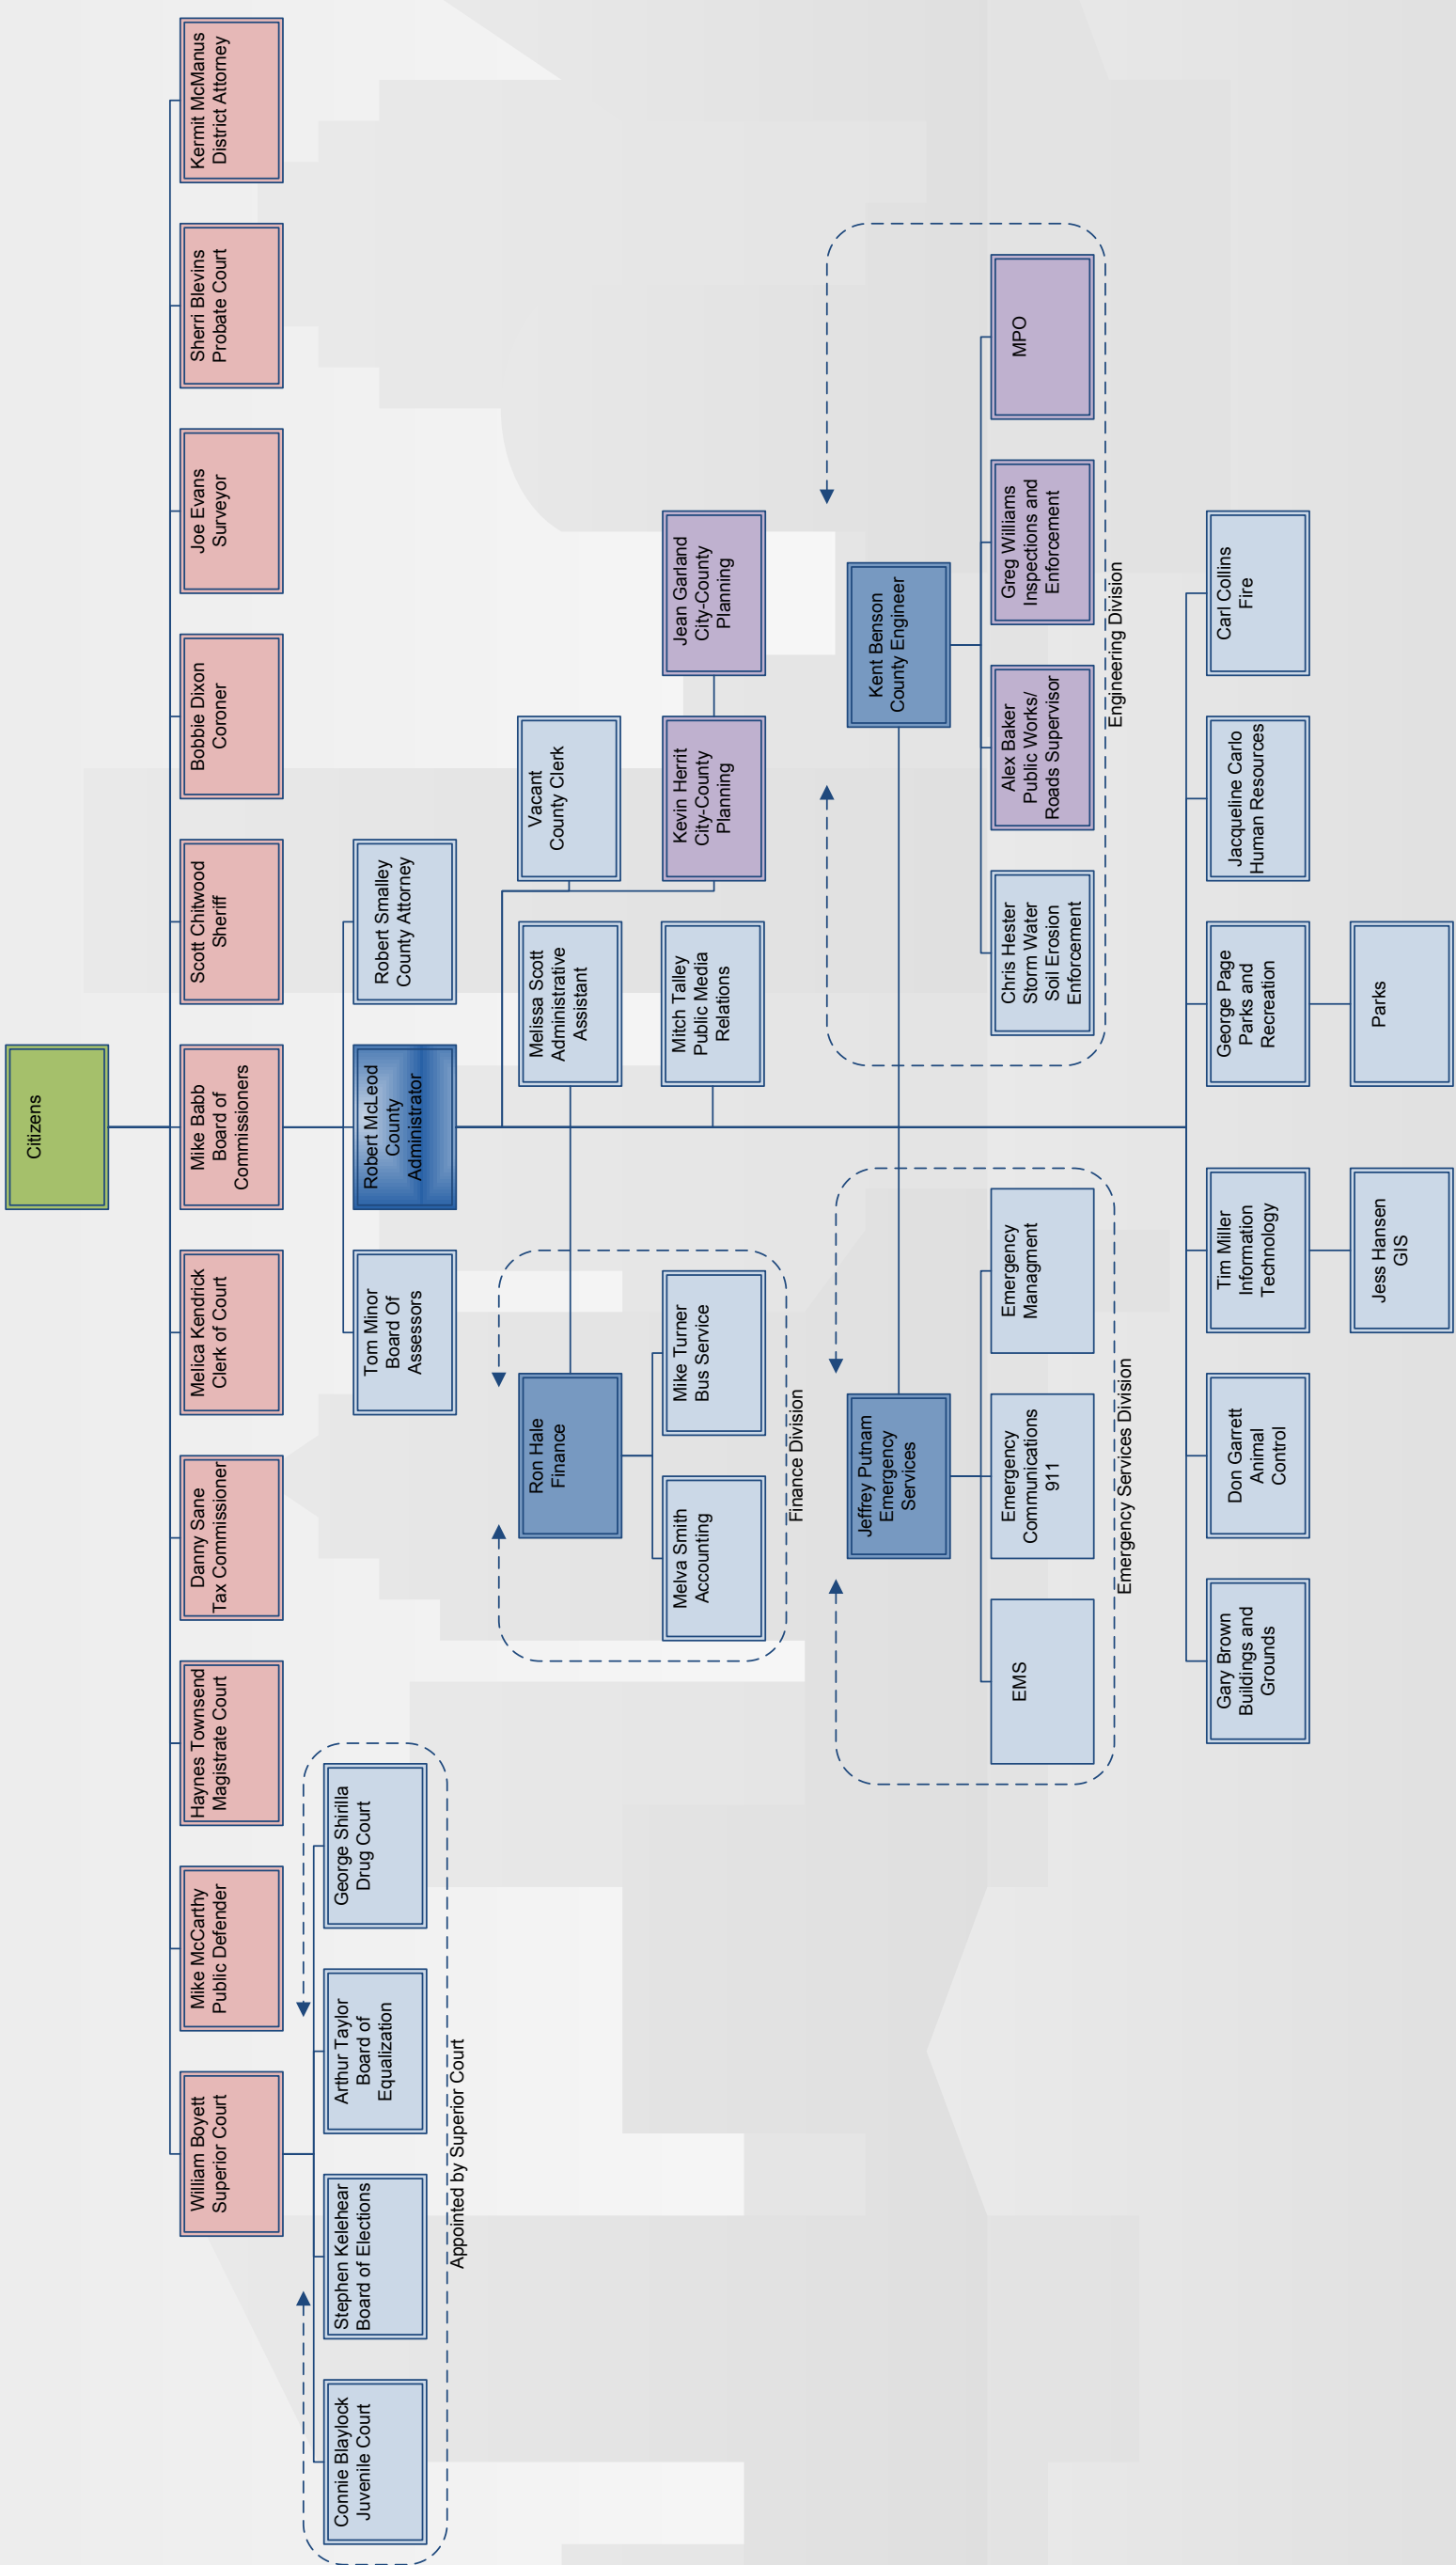 Citizens
William Boyett
Superior Court
Mike McCarthy
Public Defender
Haynes Townsend
Magistrate Court
Danny Sane
Tax Commissioner
Melica Kendrick
Clerk of Court
Mike Babb
Board of
Commissioners
Scott Chitwood
Sheriff
Bobbie Dixon
Coroner
Joe Evans
Surveyor
Sherri Blevins
Probate Court
Kermit McManus
District Attorney
Connie Blaylock
Juvenile Court
Stephen Kelehear
Board of Elections
Arthur Taylor
Board of
Equalization
George Shirilla
Drug Court
Appointed by Superior Court
Tom Minor
Board Of
Assessors
Robert McLeod
County
Administrator
Robert Smalley
County Attorney
Ron Hale
Finance
Melissa Scott
Administrative
Assistant
Vacant
County Clerk
Melva Smith
Accounting
Mike Turner
Bus Service
Finance Division
Mitch Talley
Public Media
Relations
Kevin Herrit
City-County
Planning
Jean Garland
City-County
Planning
Jeffrey Putnam
Emergency
Services
Kent Benson
County Engineer
EMS
Emergency
Communications
911
Emergency
Managment
Emergency Services Division
Chris Hester
Storm Water
Soil Erosion
Enforcement
Alex Baker
Public Works/
Roads Supervisor
Greg Williams
Inspections and
Enforcement
MPO
Engineering Division
Gary Brown
Buildings and
Grounds
Don Garrett
Animal
Control
Tim Miller
Information
Technology
George Page
Parks and
Recreation
Jacqueline Carlo
Human Resources
Carl Collins
Fire
Jess Hansen
GIS
Parks